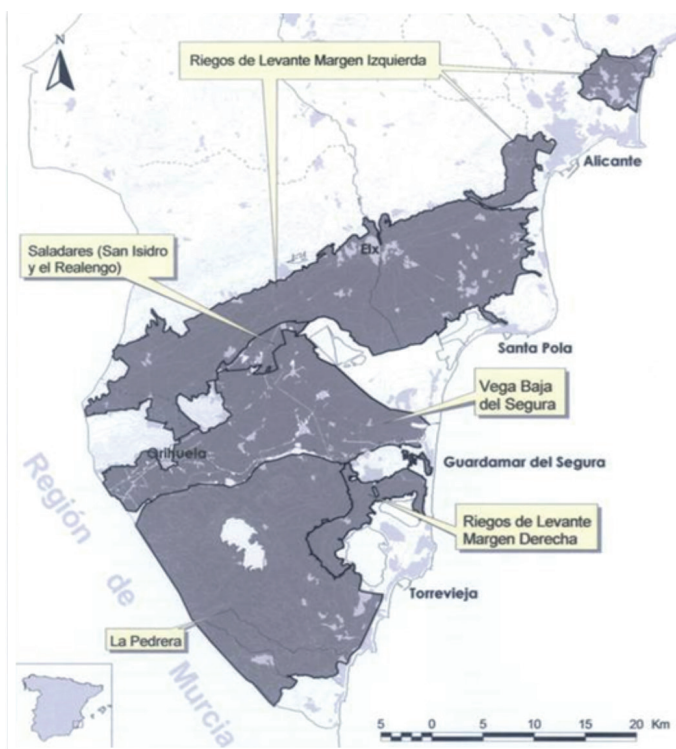 N
Riegos de Levante Margen Izquierda
Alicante
Elx
Saladares (San Isidro
y el Realengo)
Santa Pola
Vega Baja
del Segura
Orihuela
Guardamar del Segura
Región de Murcia
Riegos de Levante
Margen Derecha
Torrevieja
La Pedrera
5 0 5 10 15 20 Km